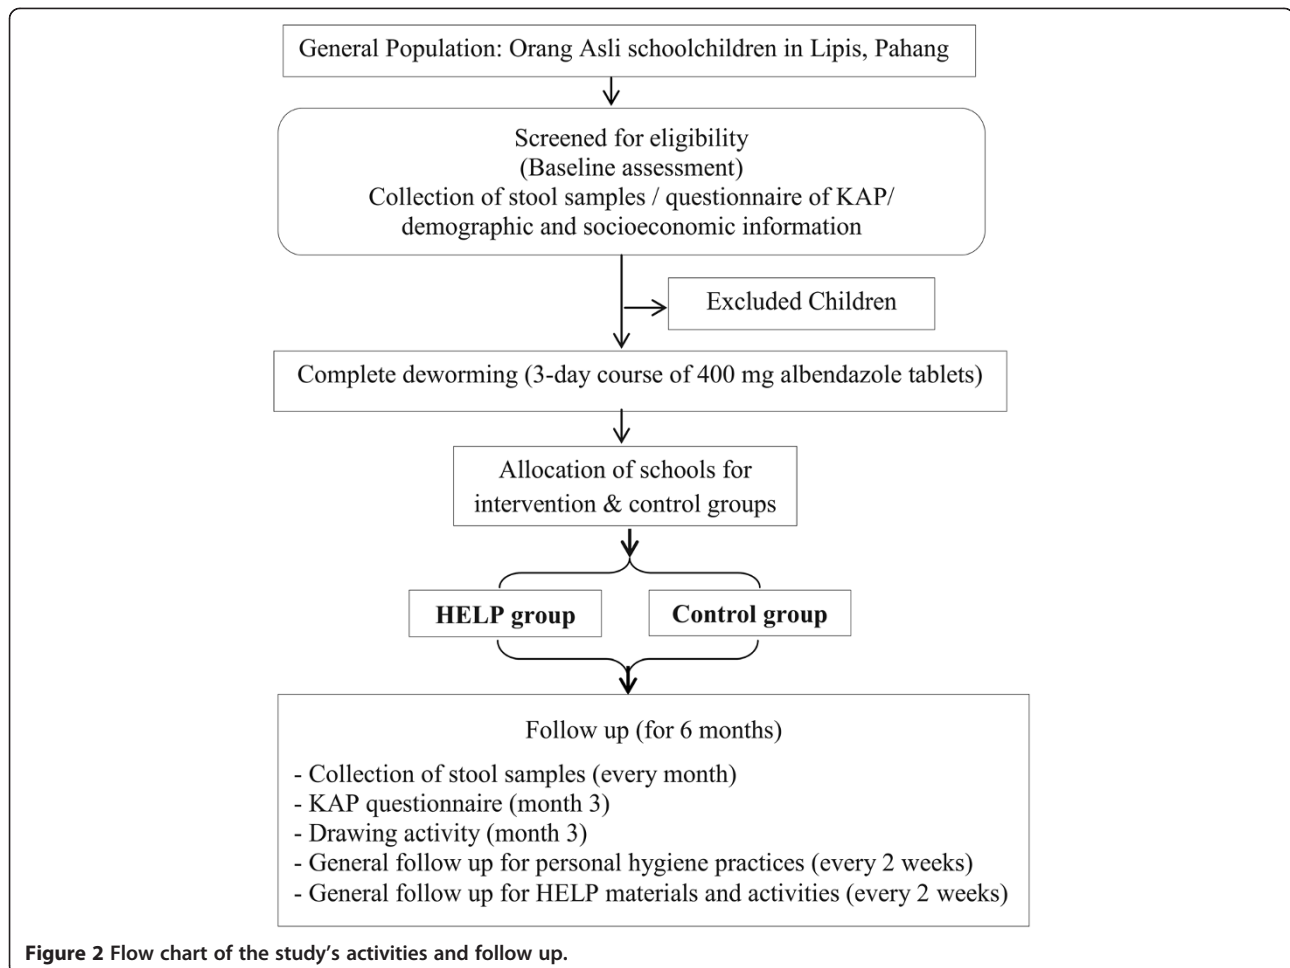 General Population: Orang Asli schoolchildren in Lipis, Pahang
Screened for eligibility
(Baseline assessment)
Collection of stool samples / questionnaire of KAP/
demographic and socioeconomic information
Excluded Children
Complete deworming (3-day course of 400 mg albendazole tablets)
Allocation of schools for
intervention & control groups
HELP group
Control group
Follow up (for 6 months)
- Collection of stool samples (every month)
- KAP questionnaire (month 3)
- Drawing activity (month 3)
- General follow up for personal hygiene practices (every 2 weeks)
- General follow up for HELP materials and activities (every 2 weeks)
Figure 2 Flow chart of the study's activities and follow up.